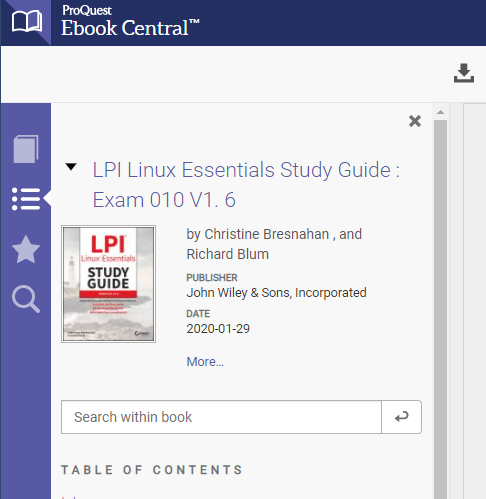 ProQuest
Ebook Central™
LPI Linux Essentials Study Guide :
Exam 010 V1. 6
LPI
Linux Essentials
STUDY
GUIDE
by Christine Bresnahan , and
Richard Blum
PUBLISHER
John Wiley & Sons, Incorporated
DATE
2020-01-29
More...
Search within book
TABLE OF CONTENTS